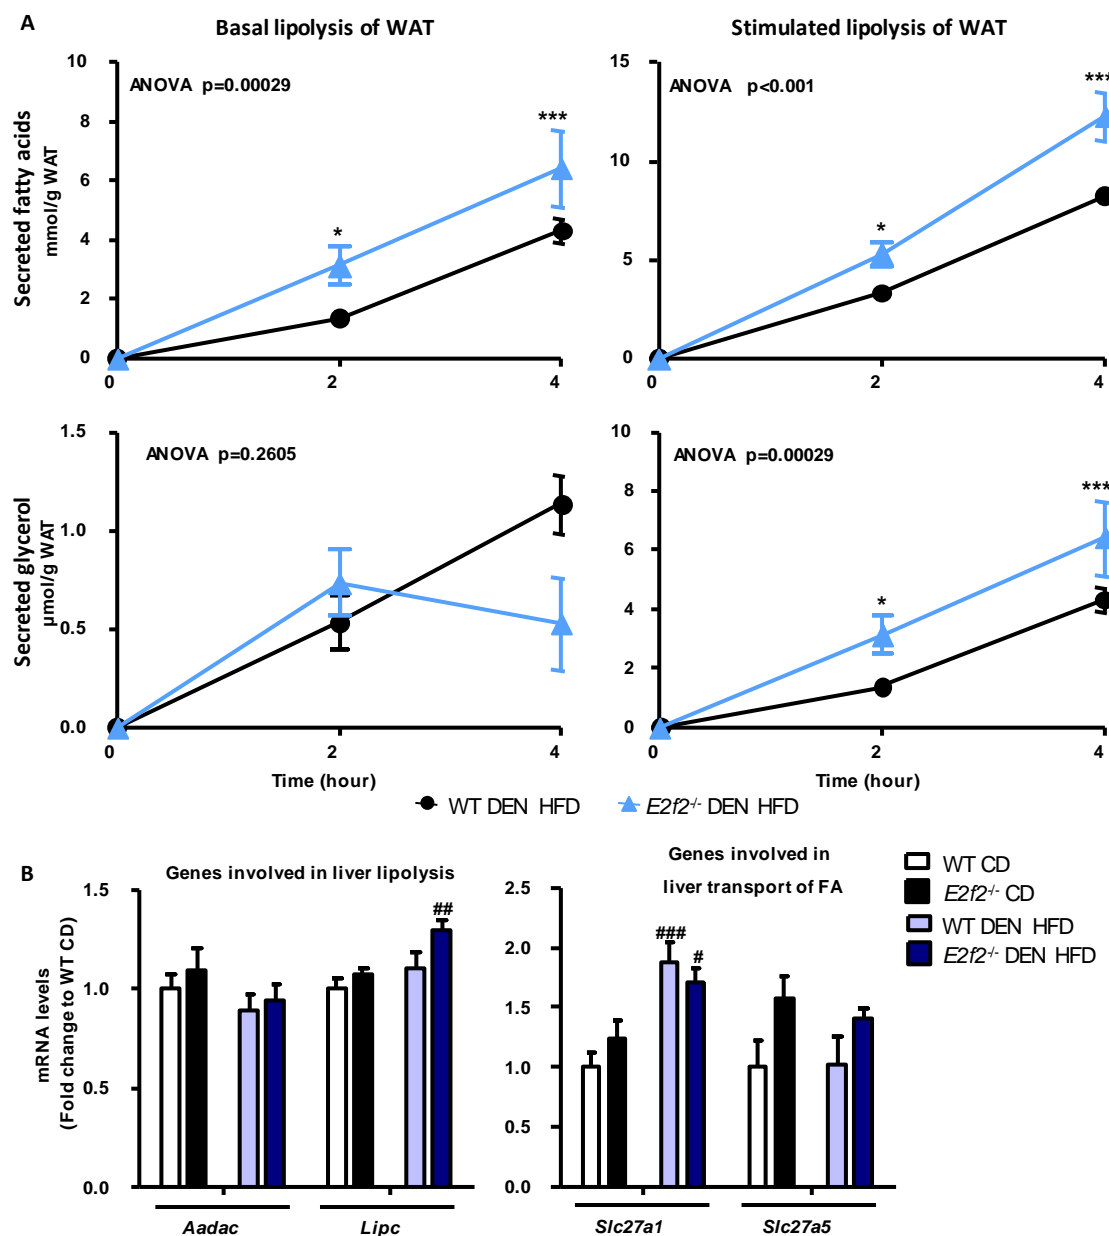 A
Basal lipolysis of WAT
Stimulated lipolysis of WAT
Secreted fatty acids
mmol/g WAT
10
8
6
4
2
0
ANOVA p=0.00029
*
***
0
2
4
15
10
5
0
ANOVA p<0.001
*
***
0
2
4
Secreted glycerol
µmol/g WAT
1.5
1.0
0.5
0.0
ANOVA p=0.2605
0
2
4
Time (hour)
10
8
6
4
2
0
ANOVA p=0.00029
*
***
0
2
4
Time (hour)
WT DEN HFD
E2f2-/- DEN HFD
B
Genes involved in liver lipolysis
mRNA levels
(Fold change to WT CD)
1.5
1.0
0.5
0.0
##
Aadac
Lipc
Genes involved in
liver transport of FA
2.5
2.0
1.5
1.0
0.5
0.0
###
#
Slc27a1
Slc27a5
WT CD
E2f2-/- CD
WT DEN HFD
E2f2-/- DEN HFD